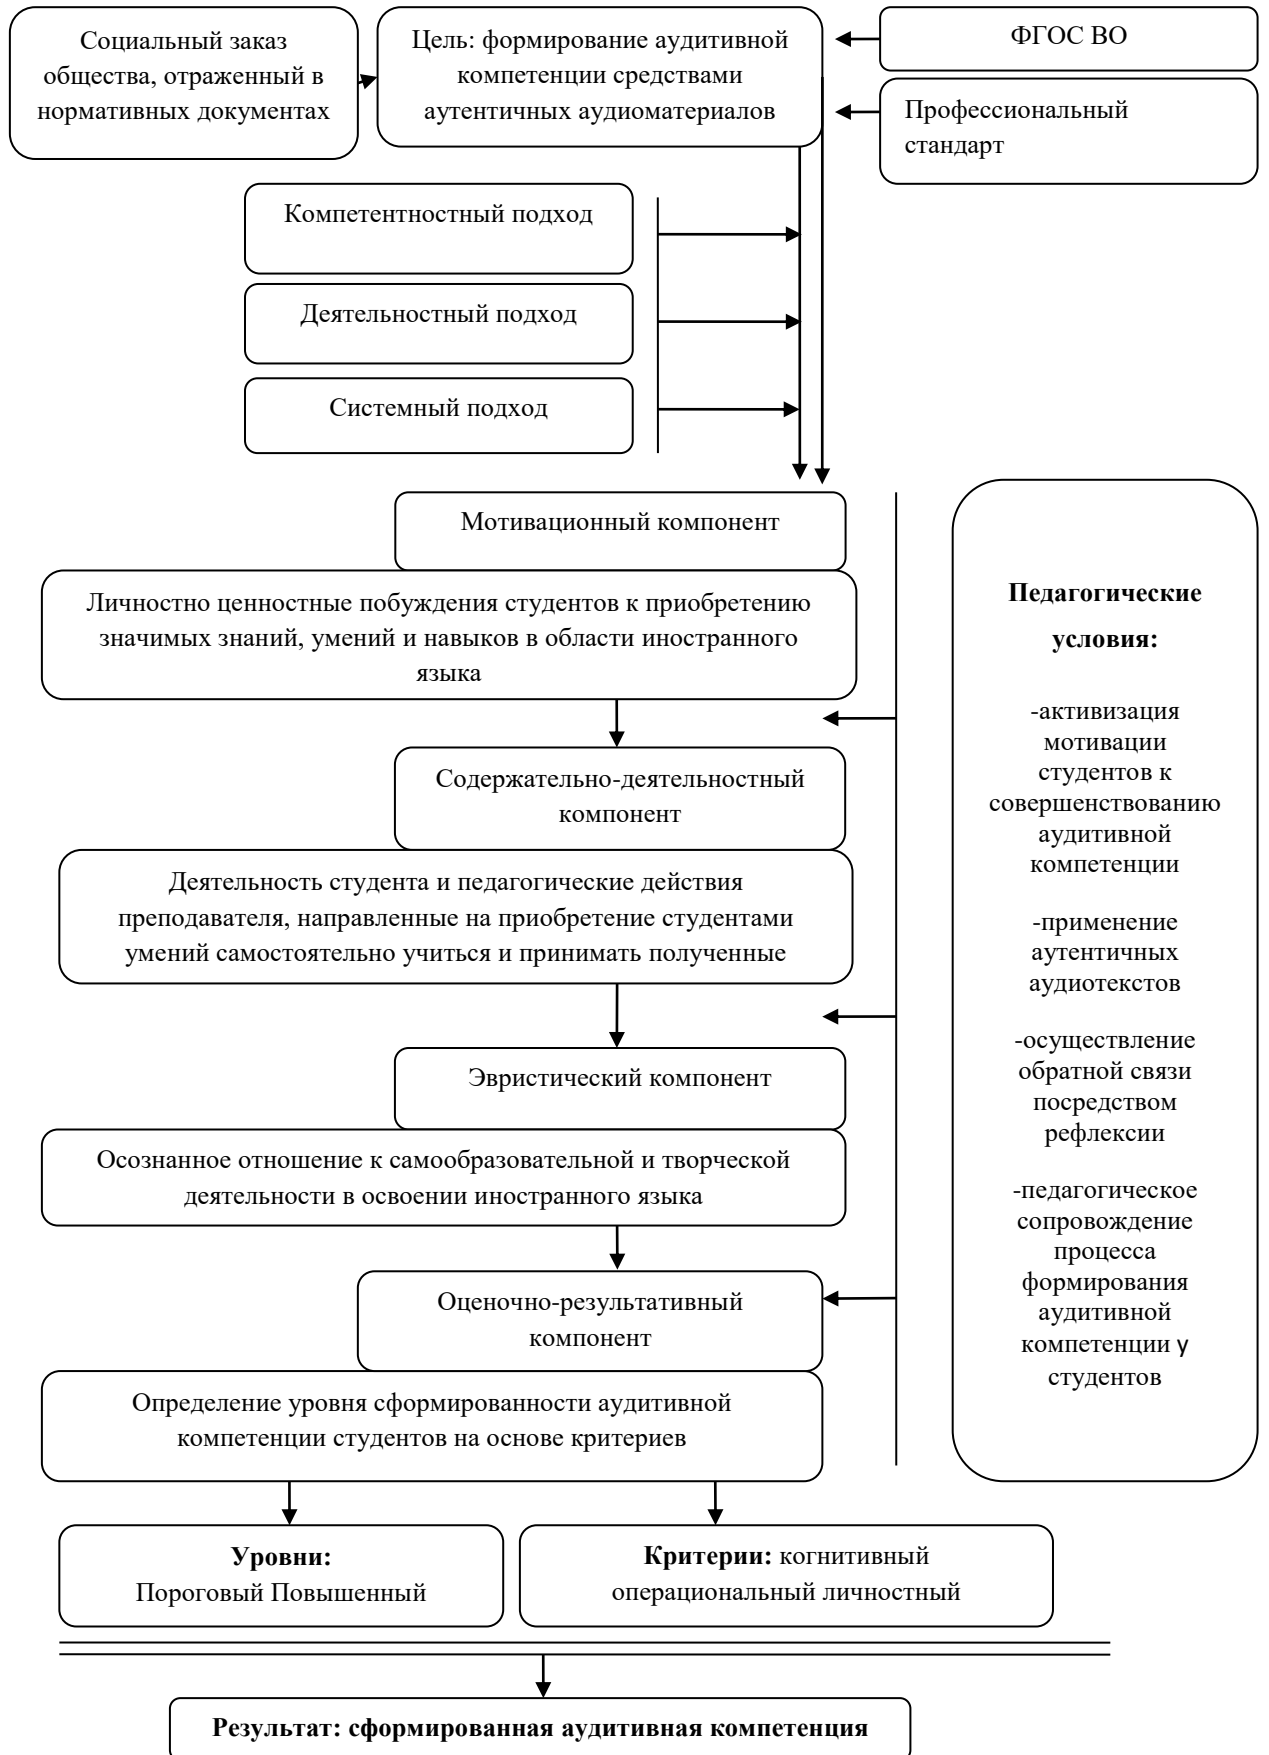 Социальный заказ
общества, отраженный в
нормативных документах
Цель: формирование аудитивной
компетенции средствами
аутентичных аудиоматериалов
ФГОС ВО
Профессиональный
стандарт
Компетентностный подход
Деятельностный подход
Системный подход
Мотивационный компонент
Личностно ценностные побуждения студентов к приобретению
значимых знаний, умений и навыков в области иностранного
языка
Содержательно-деятельностный
компонент
Деятельность студента и педагогические действия
преподавателя, направленные на приобретение студентами
умений самостоятельно учиться и принимать полученные
Эвристический компонент
Осознанное отношение к самообразовательной и творческой
деятельности в освоении иностранного языка
Оценочно-результативный
компонент
Определение уровня сформированности аудитивной
компетенции студентов на основе критериев
Педагогические
условия:
-активизация
мотивации
студентов к
совершенствованию
аудитивной
компетенции
-применение
аутентичных
аудиотекстов
-осуществление
обратной связи
посредством
рефлексии
-педагогическое
сопровождение
процесса
формирования
аудитивной
компетенции у
студентов
Уровни:
Пороговый Повышенный
Критерии: когнитивный
операциональный личностный
Результат: сформированная аудитивная компетенция